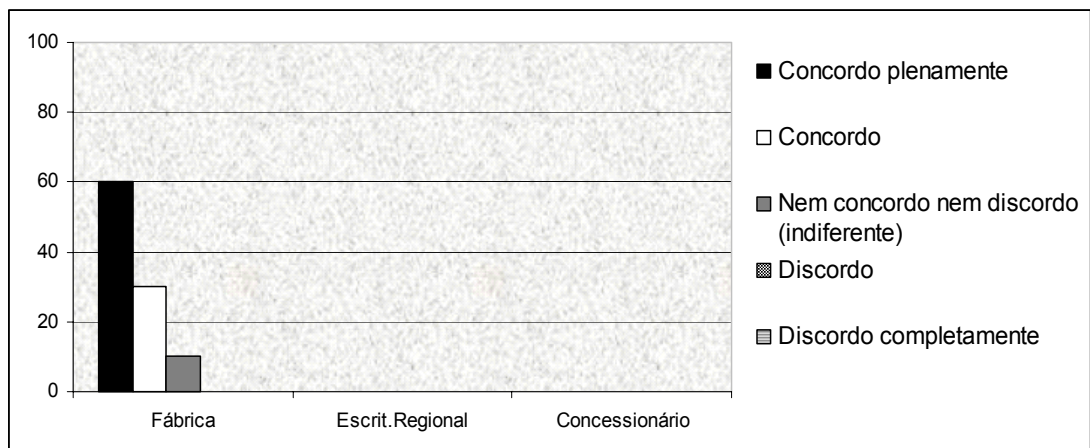 100
80
60
40
20
0
Fábrica
Escrit.Regional
Concessionário
Concordo plenamente
Concordo
Nem concordo nem discordo
(indiferente)
Discordo
Discordo completamente